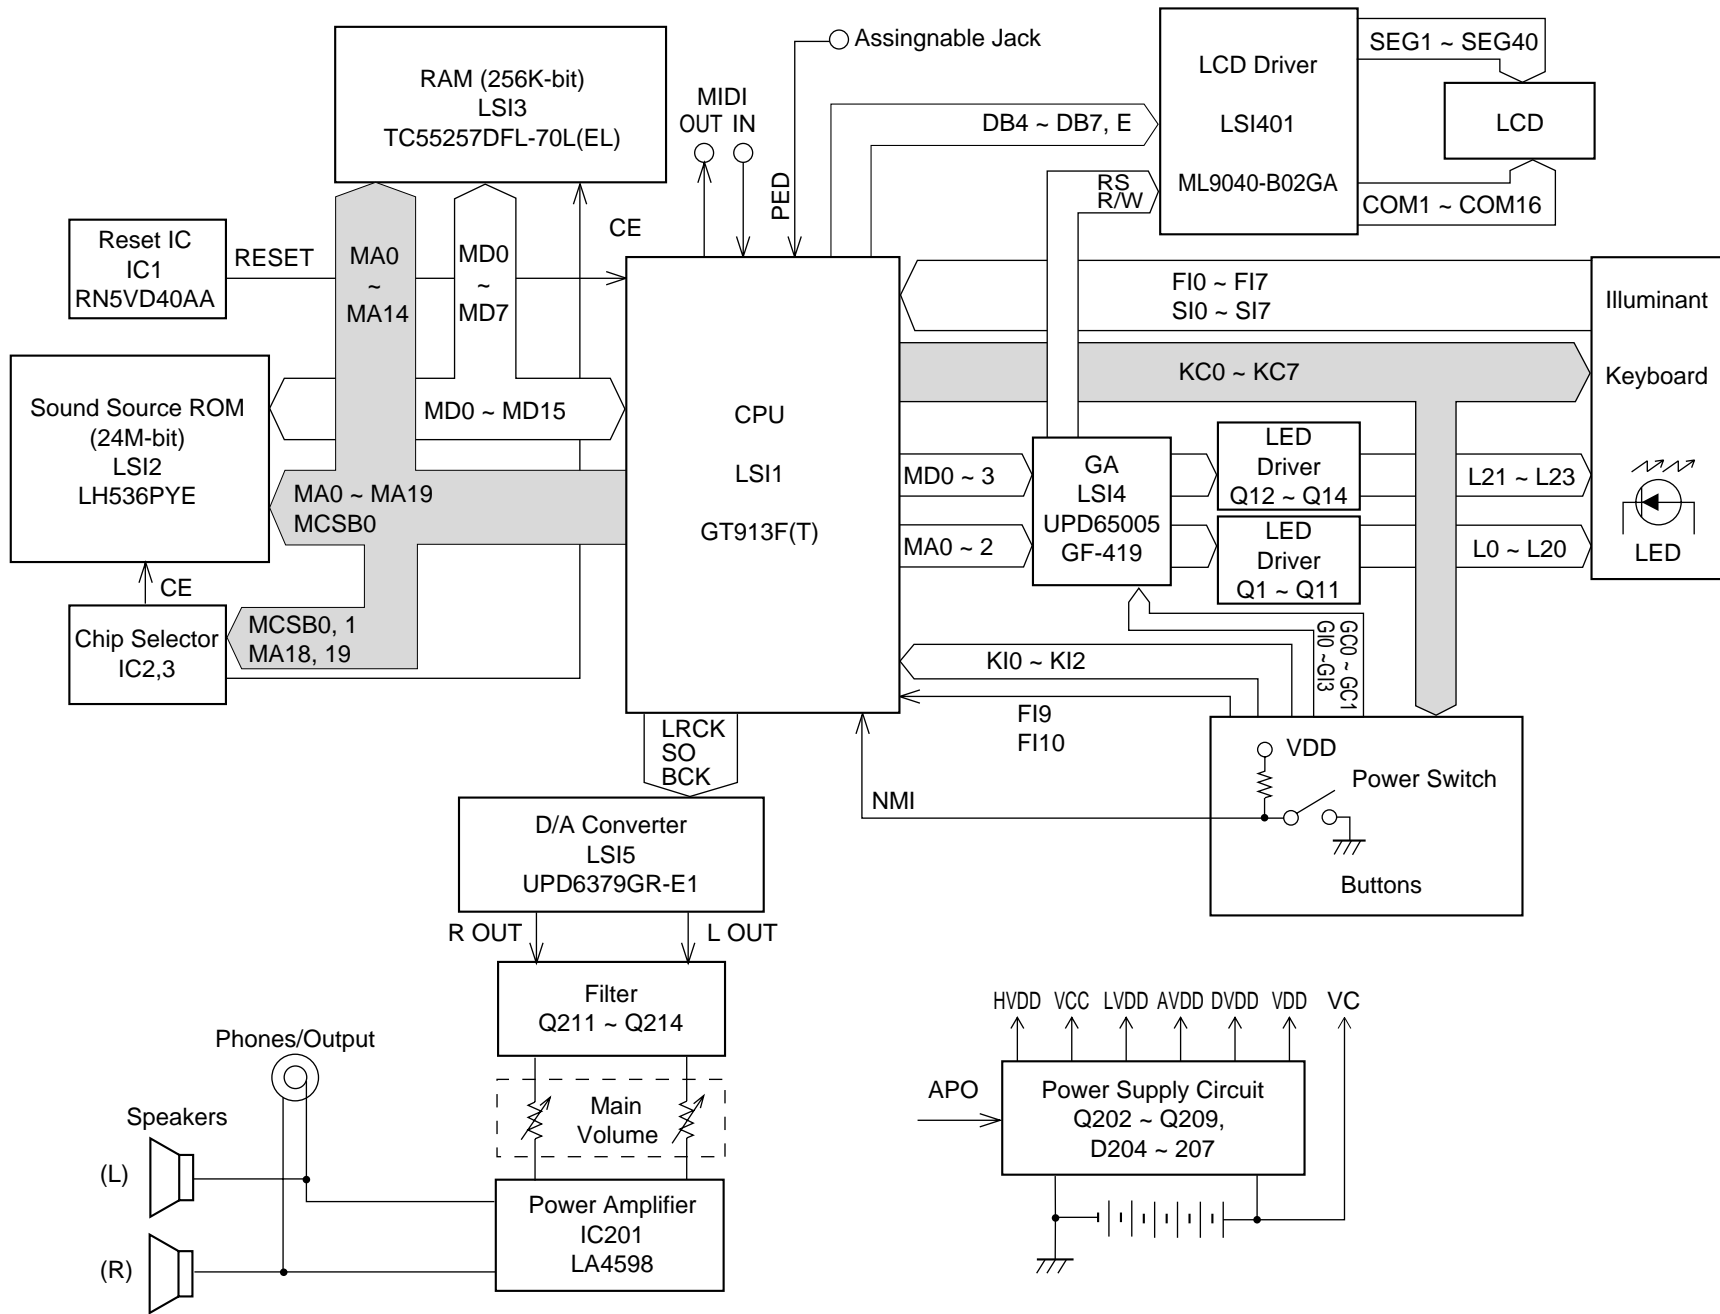 Assingnable Jack
RAM (256K-bit)
LSI3
TC55257DFL-70L(EL)
MIDI
OUT IN
PED
CE
DB4 ~ DB7, E
RS
R/W
LCD Driver
LSI401
ML9040-B02GA
SEG1 ~ SEG40
LCD
COM1 ~ COM16
Reset IC
IC1
RN5VD40AA
RESET
MA0
~
MA14
MD0
~
MD7
Sound Source ROM
(24M-bit)
LSI2
LH536PYE
MD0 ~ MD15
MA0 ~ MA19
MCSB0
CE
Chip Selector
IC2,3
MCSB0, 1
MA18, 19
CPU
LSI1
GT913F(T)
FI0 ~ FI7
SI0 ~ SI7
KC0 ~ KC7
Illuminant
Keyboard
LED
MD0 ~ 3
MA0 ~ 2
GA
LSI4
UPD65005
GF-419
LED
Driver
Q12 ~ Q14
LED
Driver
Q1 ~ Q11
L21 ~ L23
L0 ~ L20
GC0 ~ GC1
GI0 ~GI3
KI0 ~ KI2
FI9
FI10
NMI
VDD
Power Switch
Buttons
LRCK
SO
BCK
D/A Converter
LSI5
UPD6379GR-E1
R OUT
L OUT
Filter
Q211 ~ Q214
Main
Volume
Phones/Output
Speakers
(L)
(R)
Power Amplifier
IC201
LA4598
HVDD VCC LVDD AVDD DVDD VDD VC
APO
Power Supply Circuit
Q202 ~ Q209,
D204 ~ 207